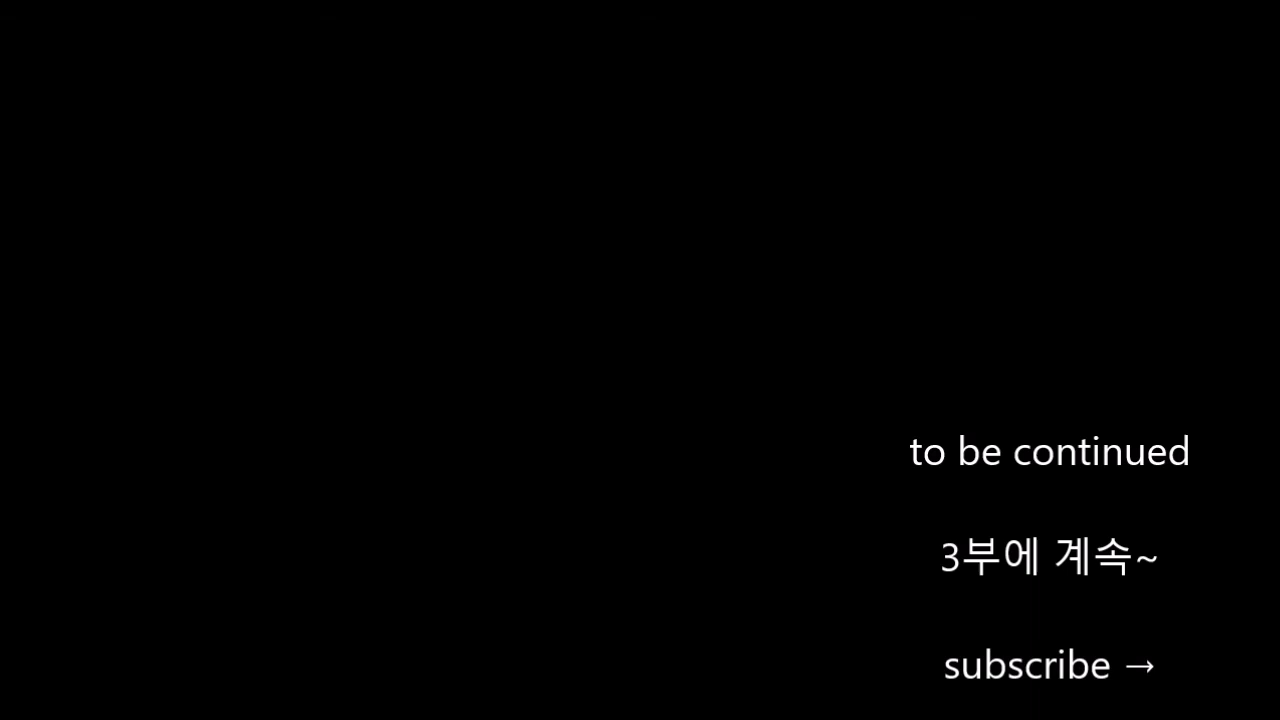 to be continued
3부에 계속~
subscribe →